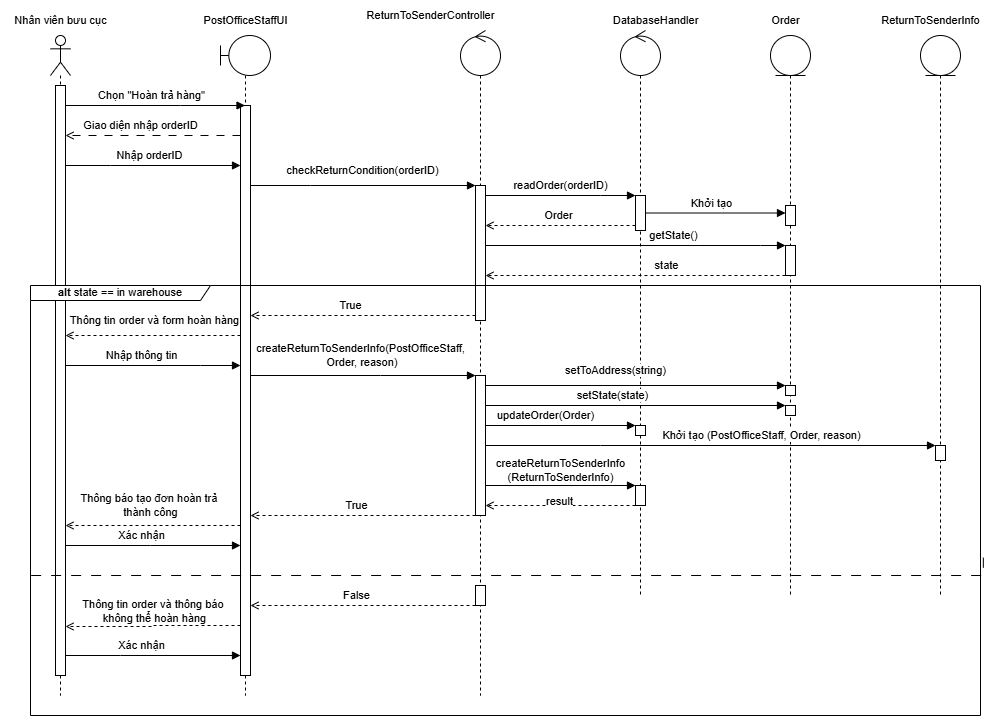 Nhân viên bưu cục
PostOfficeStaffUI
ReturnToSenderController
DatabaseHandler
Order
ReturnToSenderInfo
Chọn "Hoàn trả hàng"
Giao diện nhập orderID
Nhập orderID
checkReturnCondition(orderID)
readOrder(orderID)
Khởi tạo
Order
getState()
state
alt state == in warehouse
True
Thông tin order và form hoàn hàng
Nhập thông tin
createReturnToSenderInfo(PostOfficeStaff,
Order, reason)
setToAddress(string)
setState(state)
updateOrder(Order)
Khởi tạo (PostOfficeStaff, Order, reason)
createReturnToSenderInfo
(ReturnToSenderInfo)
result
True
Thông báo tạo đơn hoàn trả
thành công
Xác nhận
False
Thông tin order và thông báo
không thể hoàn hàng
Xác nhận